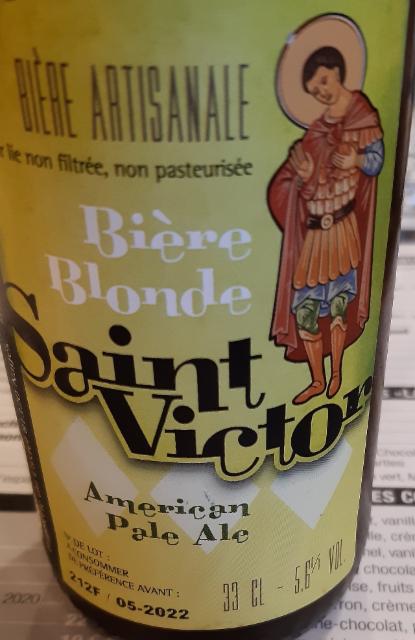 BIÈRE ARTISANALE
lie non filtrée, non pasteurisée
Bière
Blonde
Saint
Victor
American
Pale Ale
N° DE LOT :
A CONSOMMER
DE PRÉFÉRENCE AVANT :
212F / 05-2022
33 CL - 5.6% VOL.
2020